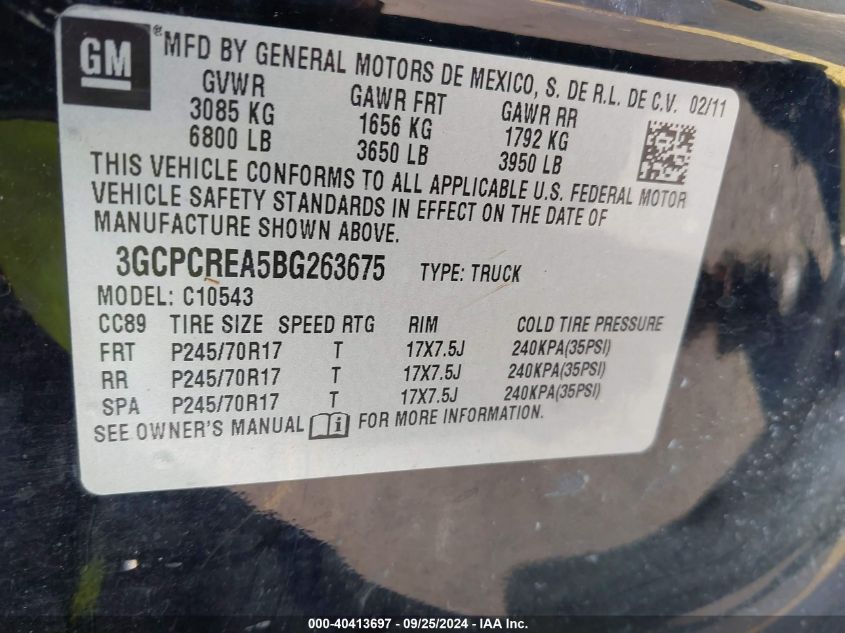 GM ® MFD BY GENERAL MOTORS DE MEXICO, S. DE R.L. DE C.V. 02/11
GVWR GAWR FRT GAWR RR
3085 KG 1656 KG 1792 KG
6800 LB 3650 LB 3950 LB
THIS VEHICLE CONFORMS TO ALL APPLICABLE U.S. FEDERAL MOTOR
VEHICLE SAFETY STANDARDS IN EFFECT ON THE DATE OF
MANUFACTURE SHOWN ABOVE.
3GCPCREA5BG263675 TYPE: TRUCK
MODEL: C10543
CC89 TIRE SIZE SPEED RTG RIM COLD TIRE PRESSURE
FRT P245/70R17 T 17X7.5J 240KPA(35PSI)
RR P245/70R17 T 17X7.5J 240KPA(35PSI)
SPA P245/70R17 T 17X7.5J 240KPA(35PSI)
SEE OWNER'S MANUAL i FOR MORE INFORMATION.
000-40413697 - 09/25/2024 - IAA Inc.